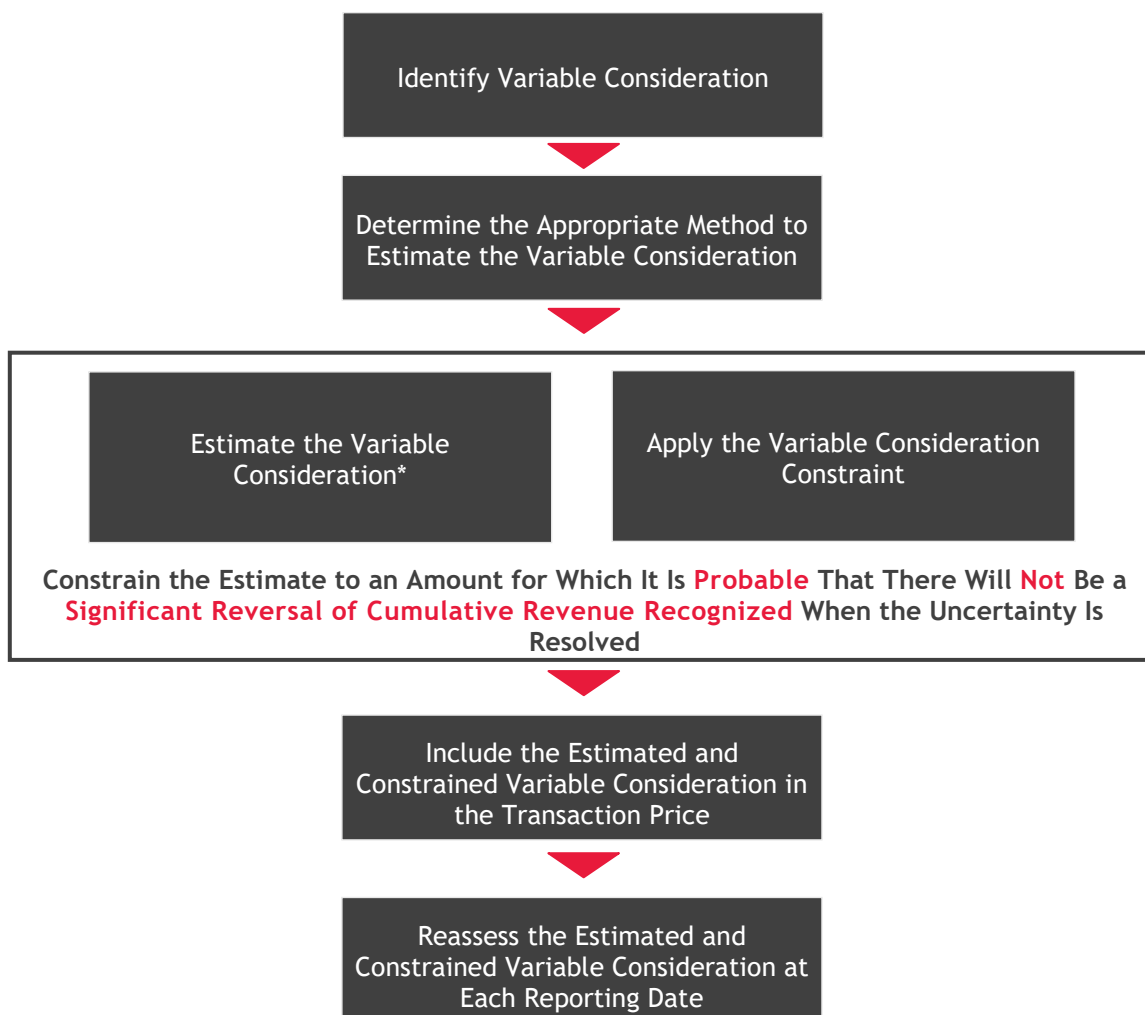 Identify Variable Consideration
Determine the Appropriate Method to
Estimate the Variable Consideration
Estimate the Variable
Consideration*
Apply the Variable Consideration
Constraint
Constrain the Estimate to an Amount for Which It Is Probable That There Will Not Be a
Significant Reversal of Cumulative Revenue Recognized When the Uncertainty Is
Resolved
Include the Estimated and
Constrained Variable Consideration in
the Transaction Price
Reassess the Estimated and
Constrained Variable Consideration at
Each Reporting Date